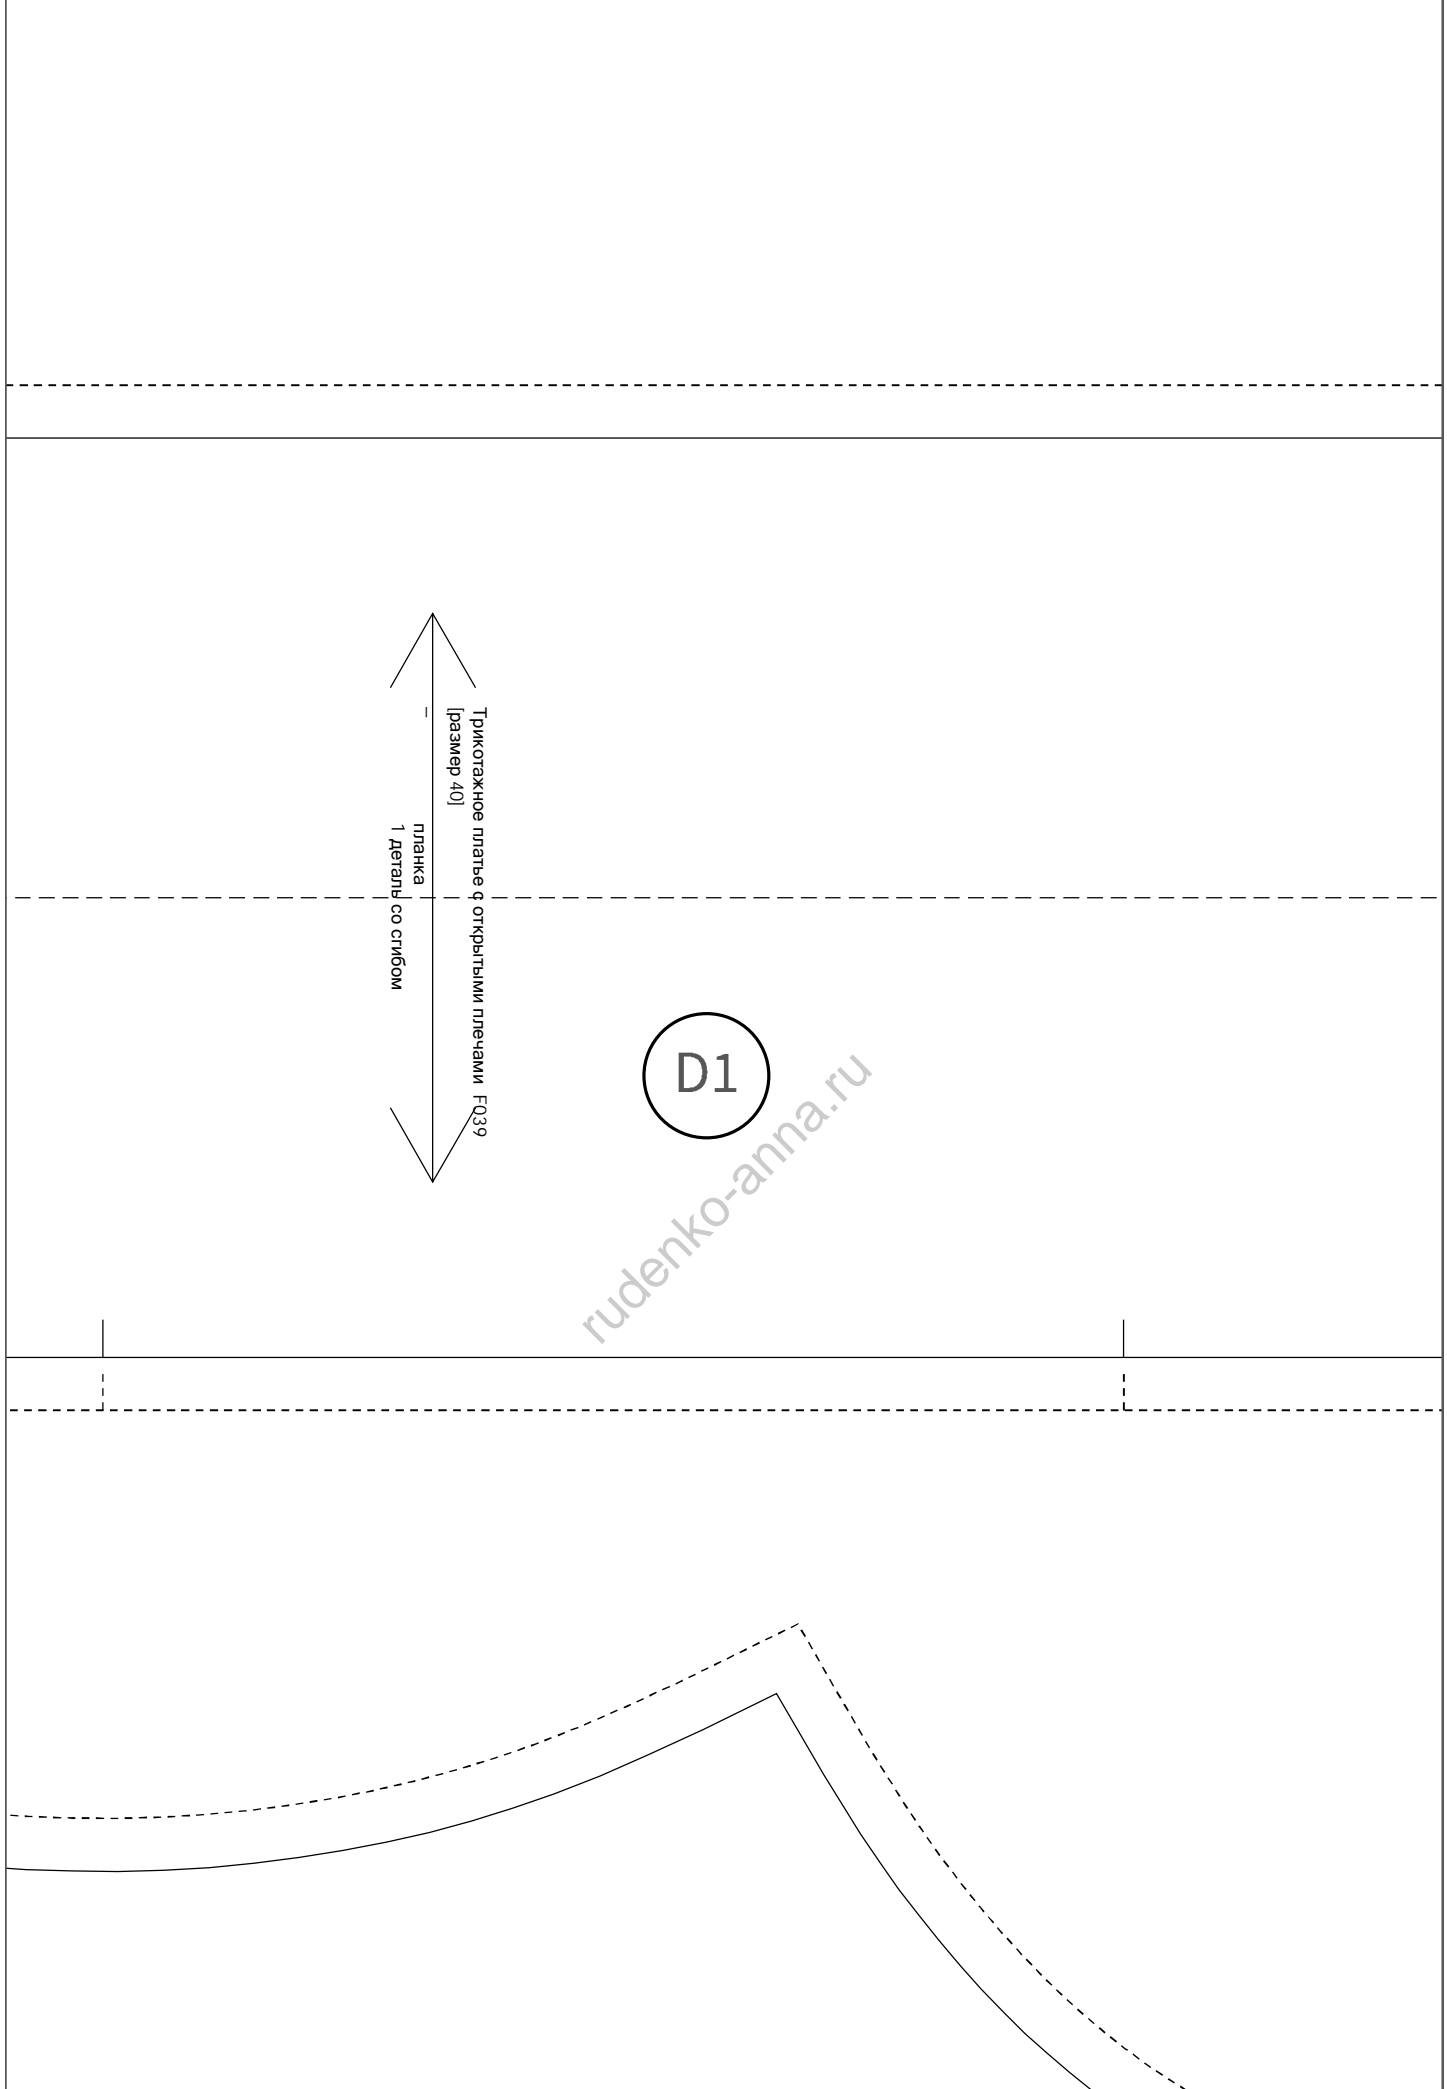 Трикотажное платье с открытыми плечами F039
[размер 40]
–
планка
1 деталь со сгибом
D1
rudenko-anna.ru